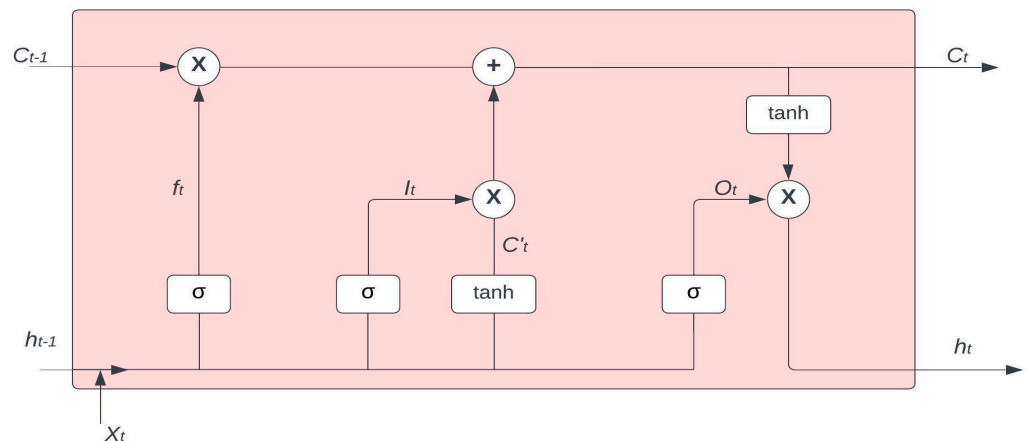 Ct-1
X
+
Ct
tanh
ft
It
X
Ot
X
C't
σ
σ
tanh
σ
ht-1
ht
Xt